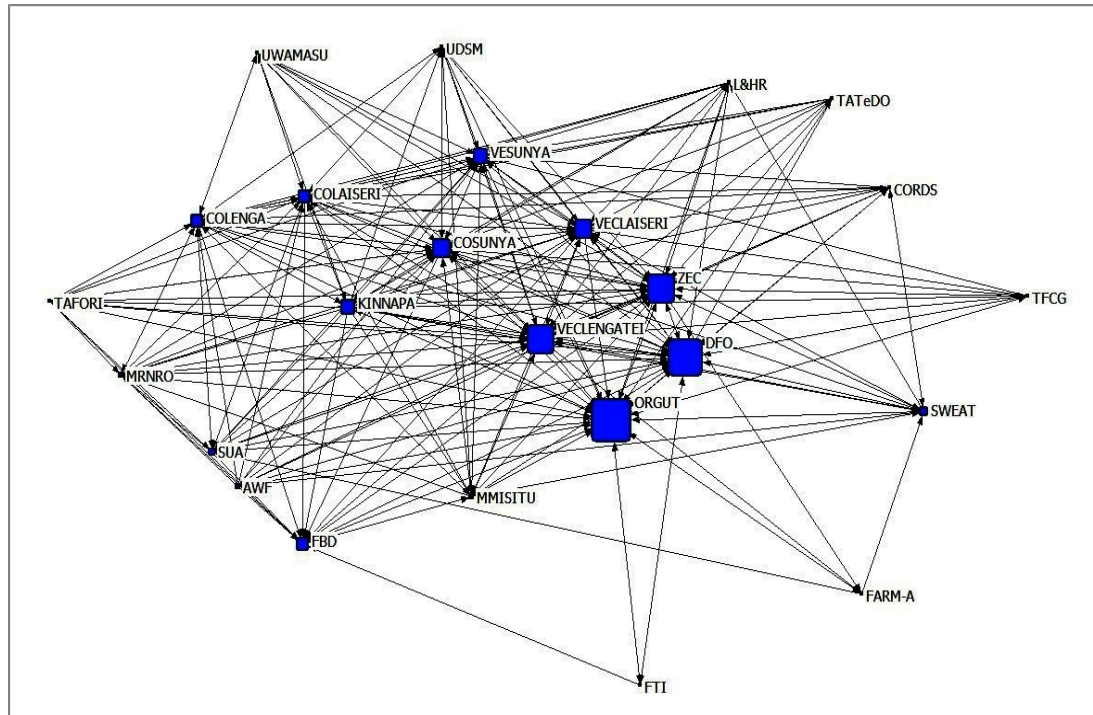 UWAMASU
UDSM
L&HR
TATeDO
VESUNYA
COLAISERI
CORDS
COLENGA
VECLAISERI
COSUNYA
ZEC
TAFORI
KINNAPA
TFCG
VECLENGATEI
DFO
MRNRO
ORGUT
SWEAT
SUA
AWF
MMISITU
FBD
FARM-A
FTI